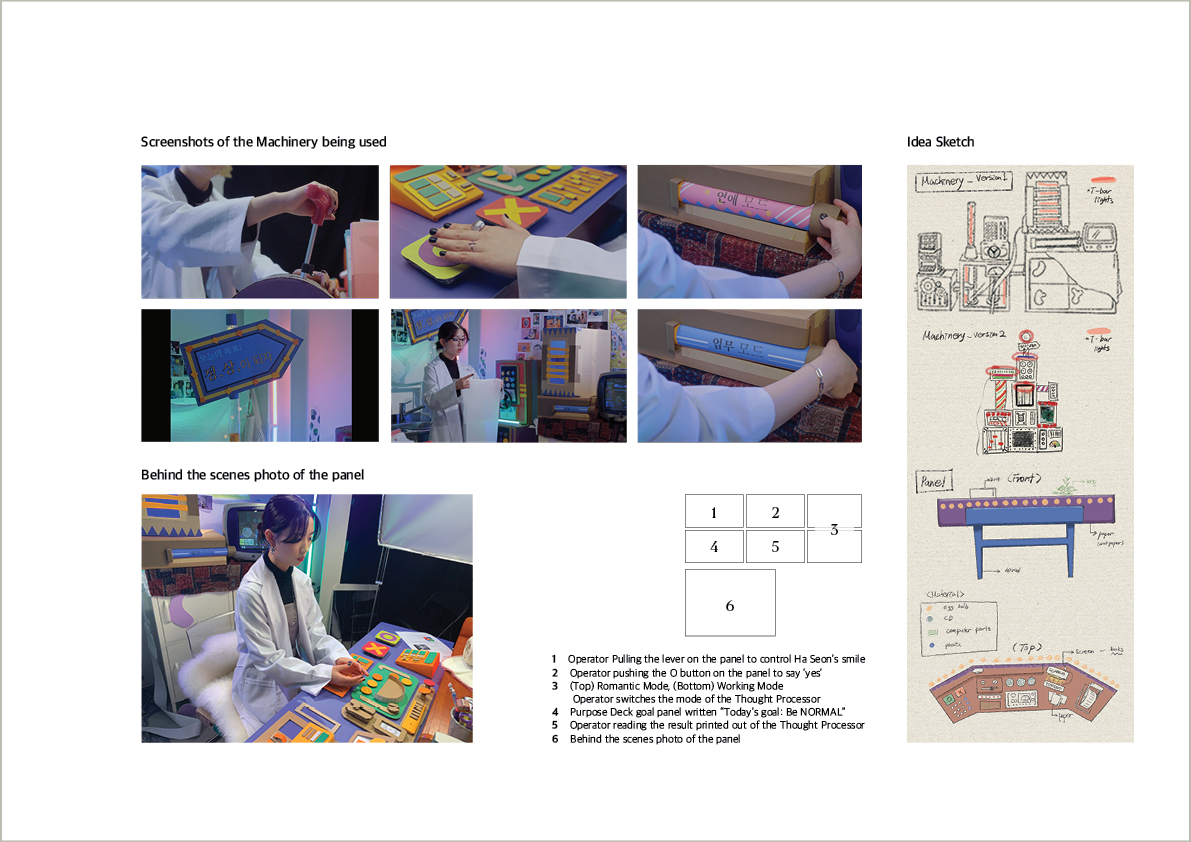 Screenshots of the Machinery being used
연애 모드
업무 모드
Behind the scenes photo of the panel
1 2 3
4 5
6
1 Operator Pulling the lever on the panel to control Ha Seon's smile
2 Operator pushing the O button on the panel to say 'yes'
3 (Top) Romantic Mode, (Bottom) Working Mode
Operator switches the mode of the Thought Processor
4 Purpose Deck goal panel written "Today's goal: Be NORMAL"
5 Operator reading the result printed out of the Thought Processor
6 Behind the scenes photo of the panel
Idea Sketch
Machinery _ Version 1
*T-bar
lights
Machinery _ version 2
*T-bar
lights
Panel
(Front)
paper
<Material>
egg bulb
CD
computer parts
(Top)
screen
paper